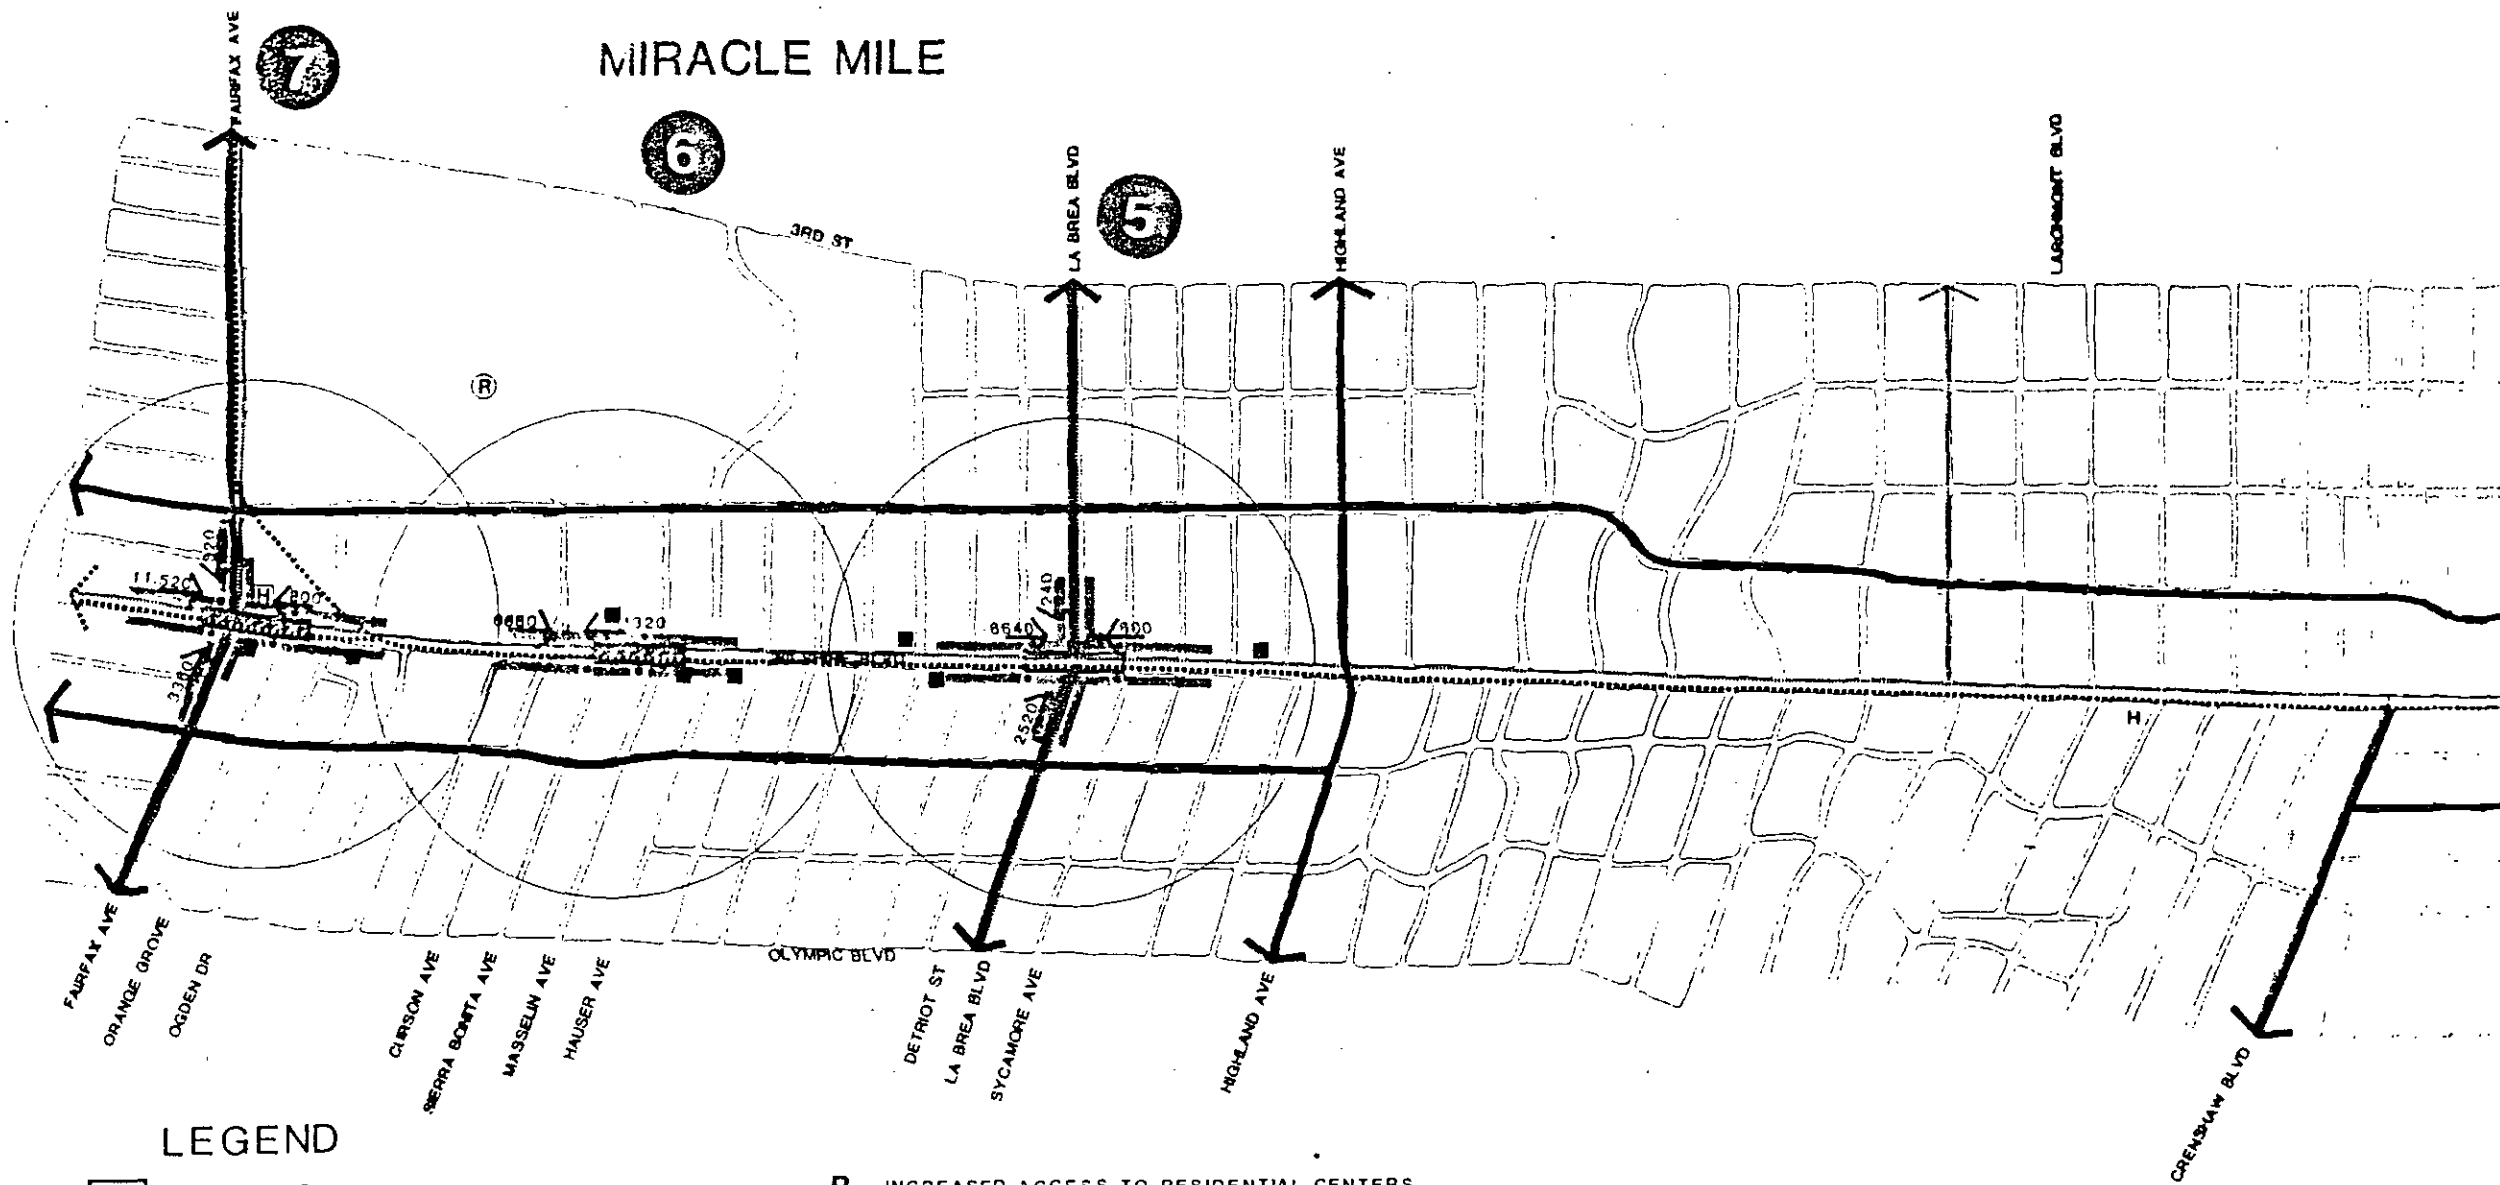 MIRACLE MILE
7
6
5
FAIRFAX AVE
LA BREA BLVD
HIGHLAND AVE
LARCHMONT BLVD
3RD ST
R
920
11.520
H
800
3360
1320
240
8640
800
2520
H
OLYMPIC BLVD
FAIRFAX AVE
ORANGE GROVE
OGDEN DR
CURSON AVE
SIERRA BONITA AVE
MASSELIN AVE
HAUSER AVE
DETRIOT ST
LA BREA BLVD
SYCAMORE AVE
HIGHLAND AVE
CRENSHAW BLVD
LEGEND
R INCREASED ACCESS TO RESIDENTIAL CENTERS